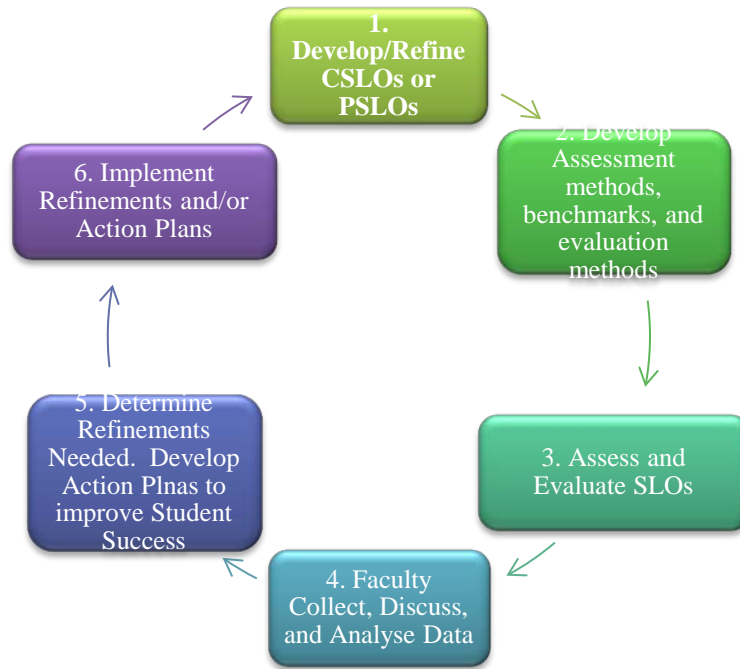 1.
Develop/Refine
CSLOs or
PSLOs
2. Develop
Assessment
methods,
benchmarks, and
evaluation
methods
3. Assess and
Evaluate SLOs
4. Faculty
Collect, Discuss,
and Analyse Data
5. Determine
Refinements
Needed.  Develop
Action Plnas to
improve Student
Success
6. Implement
Refinements and/or
Action Plans